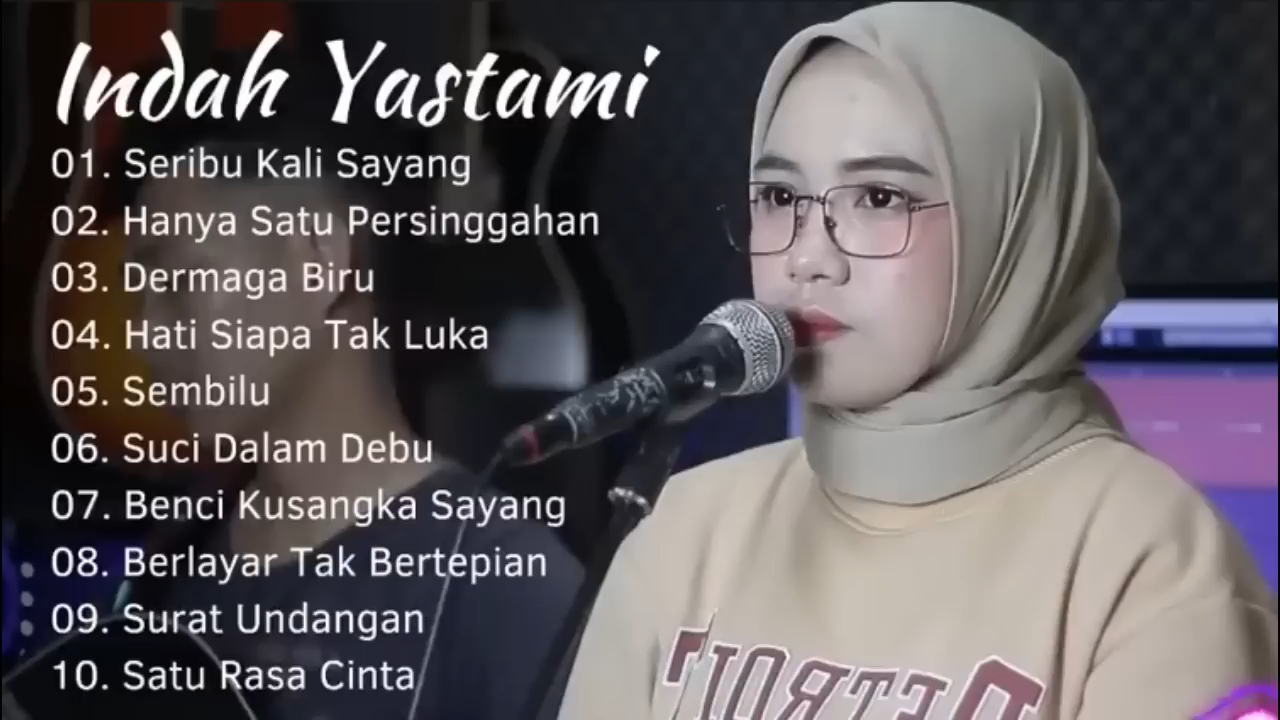 Indah Yastami
01. Seribu Kali Sayang
02. Hanya Satu Persinggahan
03. Dermaga Biru
04. Hati Siapa Tak Luka
05. Sembilu
06. Suci Dalam Debu
07. Benci Kusangka Sayang
08. Berlayar Tak Bertepian
09. Surat Undangan
10. Satu Rasa Cinta
DETROIT